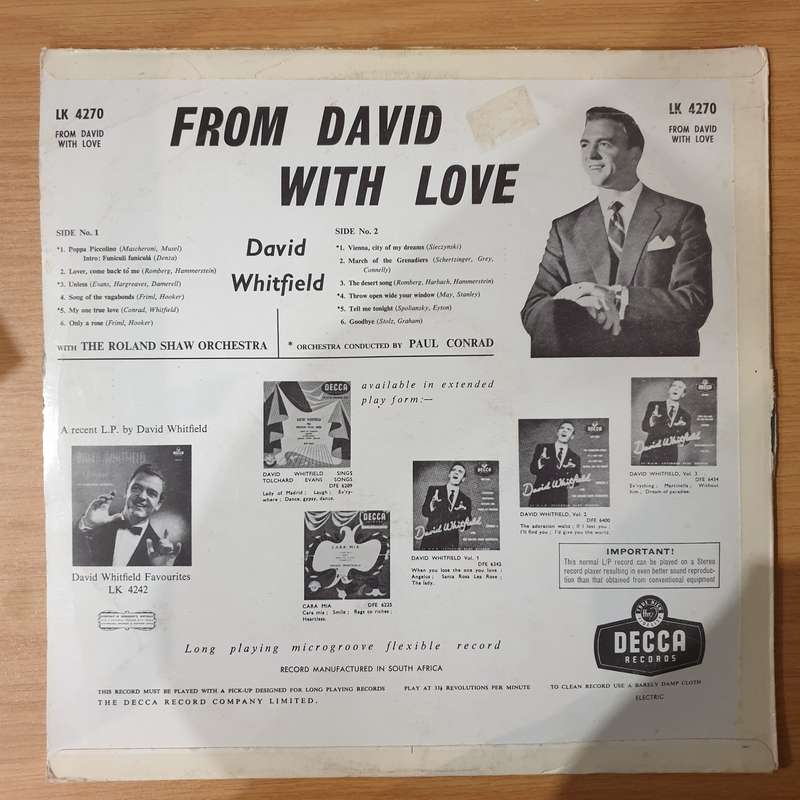 LK 4270
FROM DAVID
WITH LOVE
FROM DAVID
WITH LOVE
LK 4270
FROM DAVID
WITH LOVE
SIDE No. 1
*1. Poppa Piccolino (Mascheroni, Musel)
Intro: Funiculi funiculá (Denza)
2. Lover, come back to me (Romberg, Hammerstein)
*3. Unless (Evans, Hargreaves, Damerell)
4. Song of the vagabonds (Friml, Hooker)
*5. My one true love (Conrad, Whitfield)
6. Only a rose (Friml, Hooker)
David
Whitfield
SIDE No. 2
*1. Vienna, city of my dreams (Sieczynski)
2. March of the Grenadiers (Schertzinger, Grey,
Connelly)
3. The desert song (Romberg, Harbach, Hammerstein)
*4. Throw open wide your window (May, Stanley)
*5. Tell me tonight (Spoliansky, Eyton)
6. Goodbye (Stolz, Graham)
WITH THE ROLAND SHAW ORCHESTRA
* ORCHESTRA CONDUCTED BY PAUL CONRAD
A recent L.P. by David Whitfield
David Whitfield Favourites
LK 4242
available in extended
play form:—
DECCA
DAVID WHITFIELD SINGS
TOLCHARD EVANS SONGS
DFE 6289
Lady of Madrid; Laugh; Ev'ry-
where; Dance, gypsy, dance.
DECCA
CARA MIA
CARA MIA DFE 6225
Cara mia; Smile; Rags to riches;
Heartless.
David Whitfield
DAVID WHITFIELD Vol. 1
DFE 6342
When you lose the one you love;
Angelus; Santa Rosa Lea Rose;
The lady.
David Whitfield
DAVID WHITFIELD, Vol. 2
DFE 6400
The adoration waltz; If I lost you;
I'll find you; I'd give you the world.
David Whitfield
DAVID WHITFIELD, Vol. 3
DFE 6434
Ev'rything; Martinella; Without
him; Dream of paradise.
IMPORTANT!
This normal L/P record can be played on a Stereo
record player resulting in even better sound reproduc-
tion than that obtained from conventional equipment
DECCA
RECORDS
Long playing microgroove flexible record
RECORD MANUFACTURED IN SOUTH AFRICA
THIS RECORD MUST BE PLAYED WITH A PICK-UP DESIGNED FOR LONG PLAYING RECORDS PLAY AT 33⅓ REVOLUTIONS PER MINUTE TO CLEAN RECORD USE A BARELY DAMP CLOTH
THE DECCA RECORD COMPANY LIMITED.
ELECTRIC